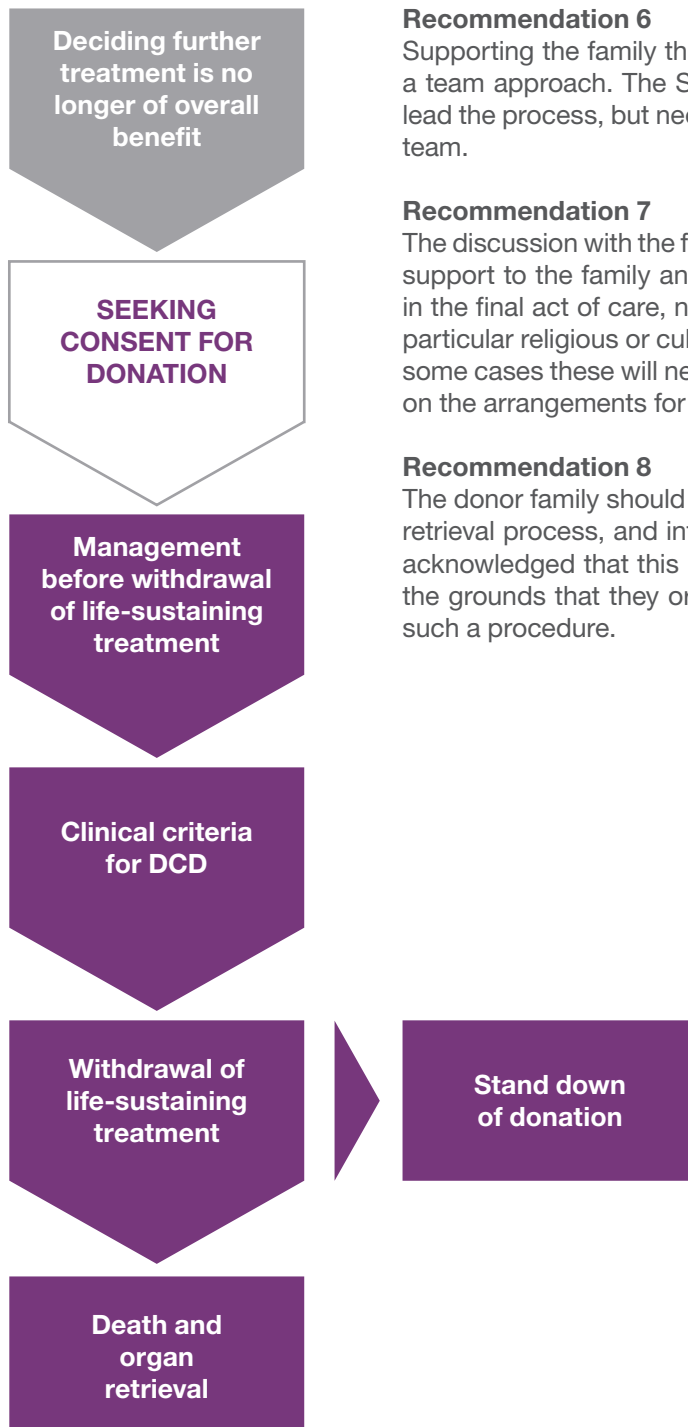 Deciding further
treatment is no
longer of overall
benefit
SEEKING
CONSENT FOR
DONATION
Management
before withdrawal
of life-sustaining
treatment
Clinical criteria
for DCD
Withdrawal of
life-sustaining
treatment
Stand down
of donation
Death and
organ
retrieval
Recommendation 6
Supporting the family th
a team approach. The S
lead the process, but nee
team.
Recommendation 7
The discussion with the f
support to the family an
in the final act of care, n
particular religious or cul
some cases these will ne
on the arrangements for
Recommendation 8
The donor family should
retrieval process, and inf
acknowledged that this
the grounds that they or
such a procedure.